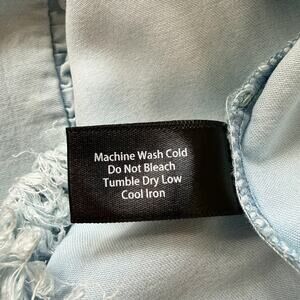 Machine Wash Cold
Do Not Bleach
Tumble Dry Low
Cool Iron